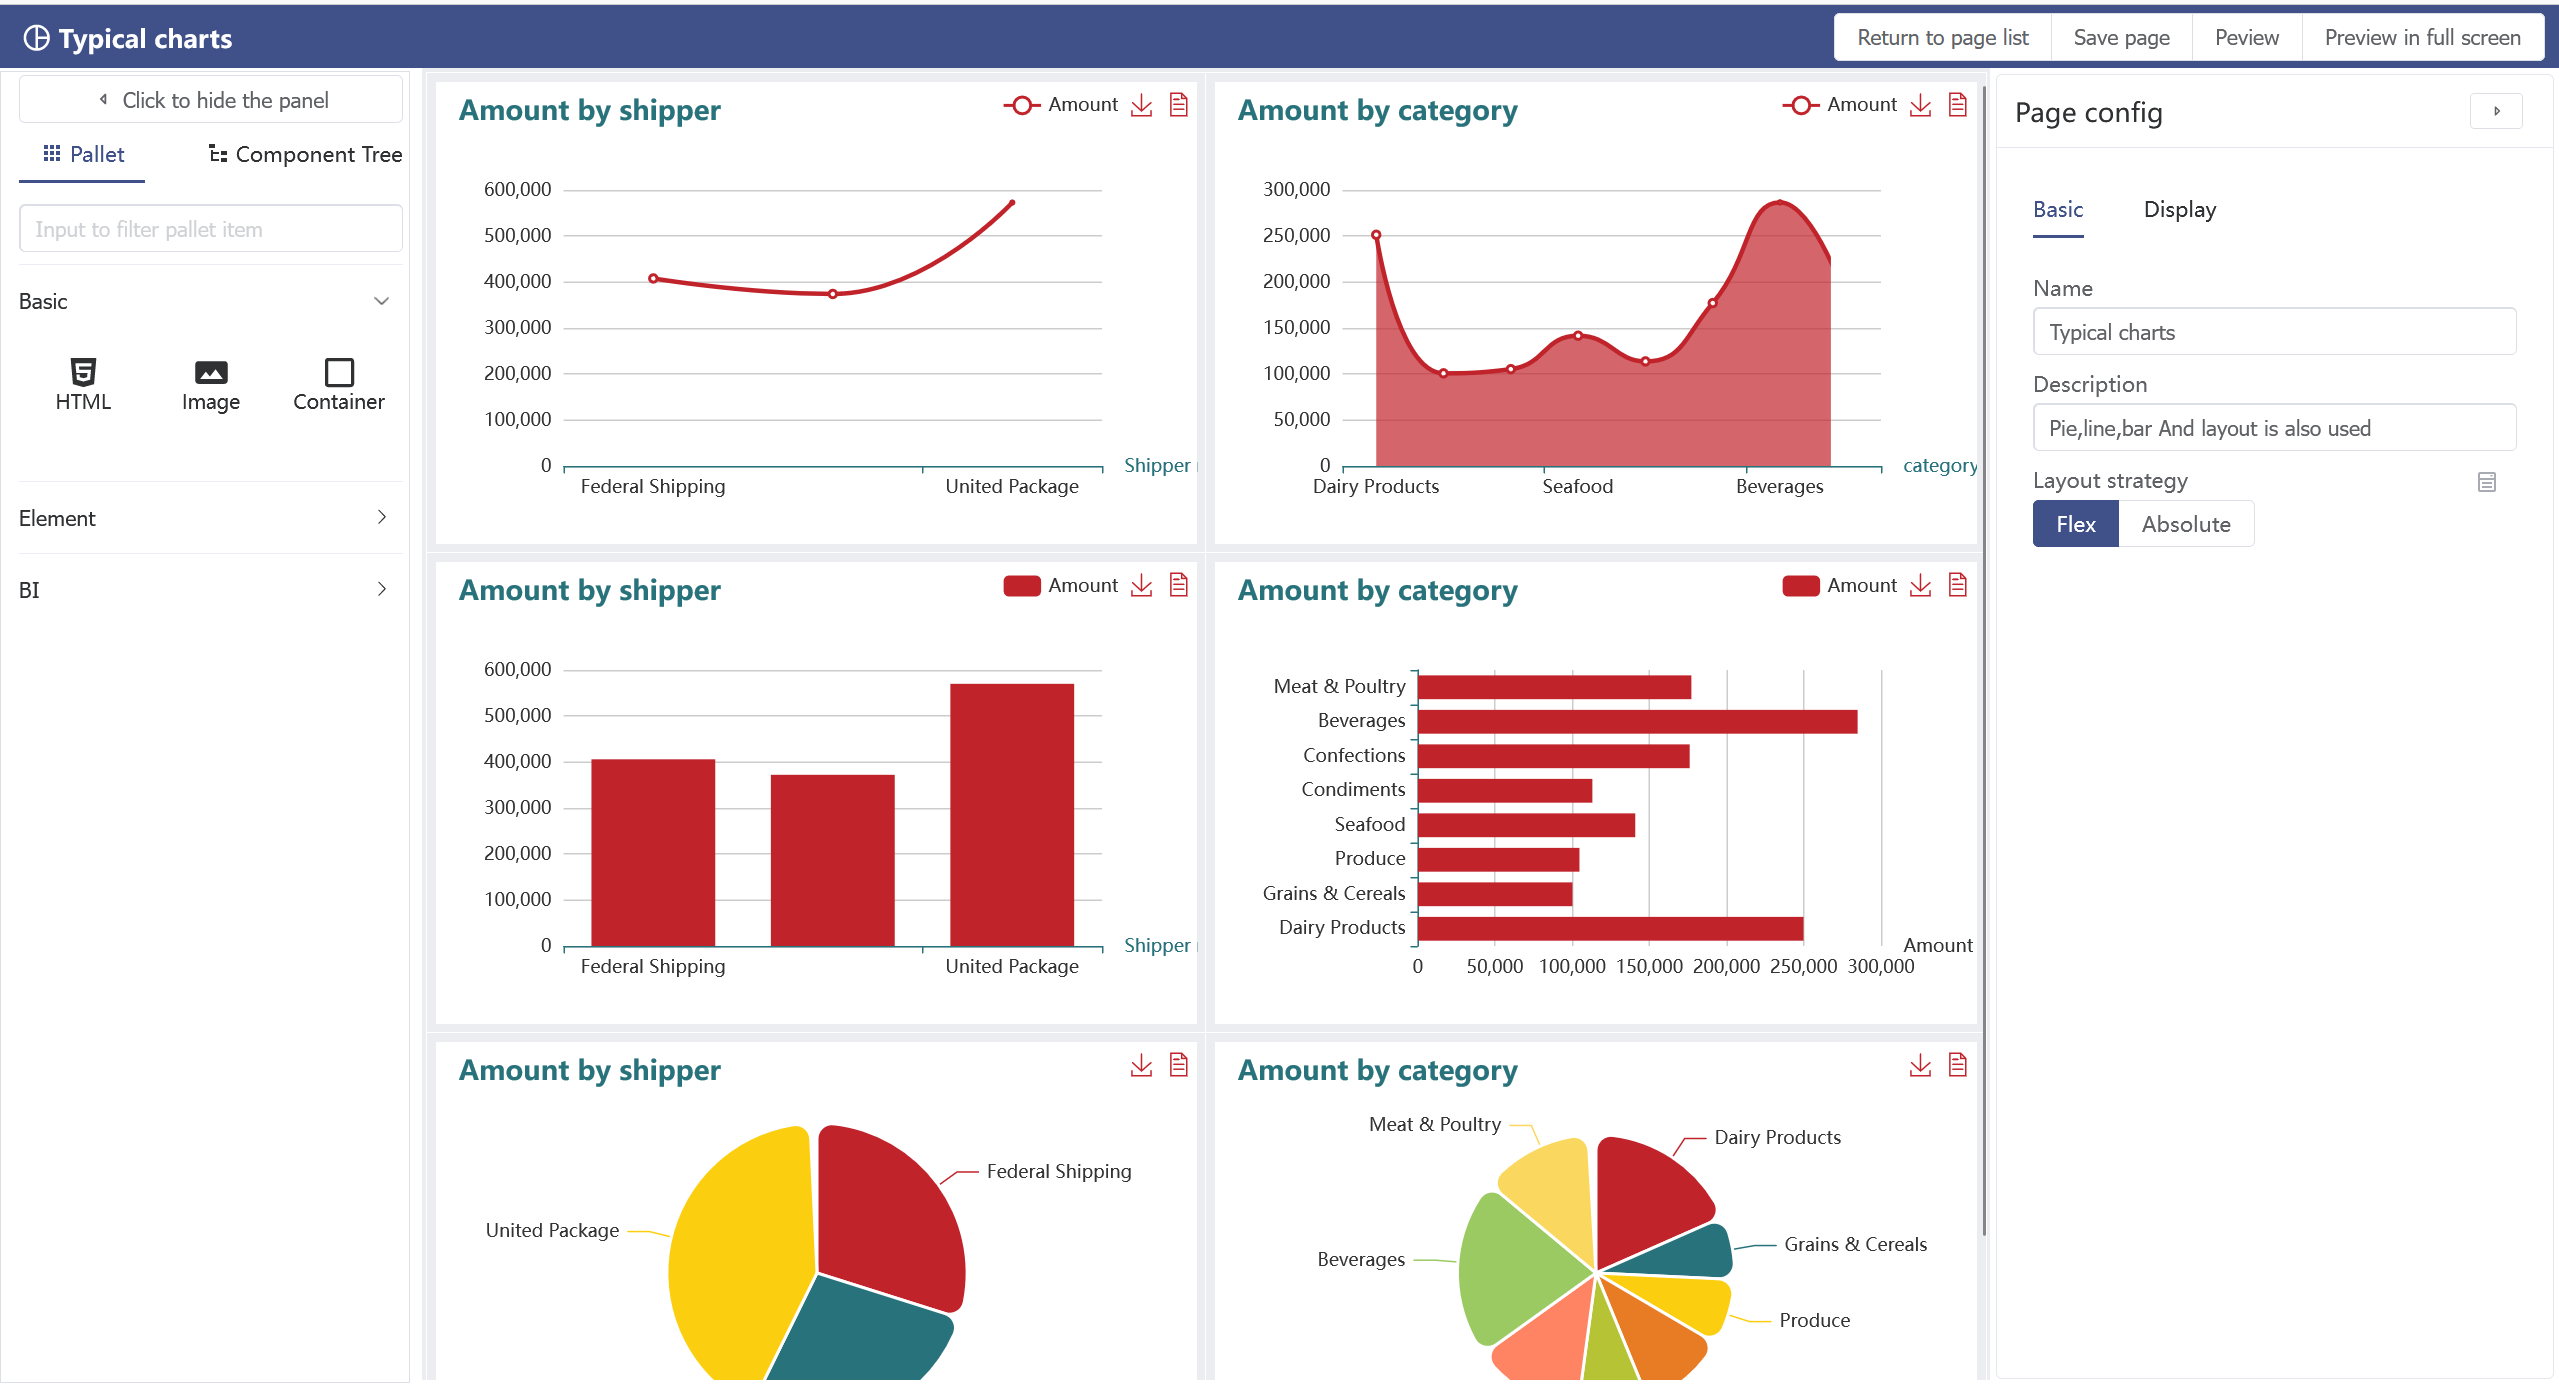 Typical charts
Return to page list
Save page
Peview
Preview in full screen
Click to hide the panel
Pallet
Component Tree
Input to filter pallet item
Basic
HTML
Image
Container
Element
BI
Amount by shipper
Amount
600,000
500,000
400,000
300,000
200,000
100,000
0
Shipper
Federal Shipping
United Package
Amount by category
Amount
300,000
250,000
200,000
150,000
100,000
50,000
0
category
Dairy Products
Seafood
Beverages
Amount by shipper
Amount
600,000
500,000
400,000
300,000
200,000
100,000
0
Shipper
Federal Shipping
United Package
Amount by category
Amount
Meat & Poultry
Beverages
Confections
Condiments
Seafood
Produce
Grains & Cereals
Dairy Products
Amount
0
50,000
100,000
150,000
200,000
250,000
300,000
Amount by shipper
Federal Shipping
United Package
Amount by category
Meat & Poultry
Dairy Products
Grains & Cereals
Beverages
Produce
Page config
Basic
Display
Name
Typical charts
Description
Pie,line,bar And layout is also used
Layout strategy
Flex
Absolute